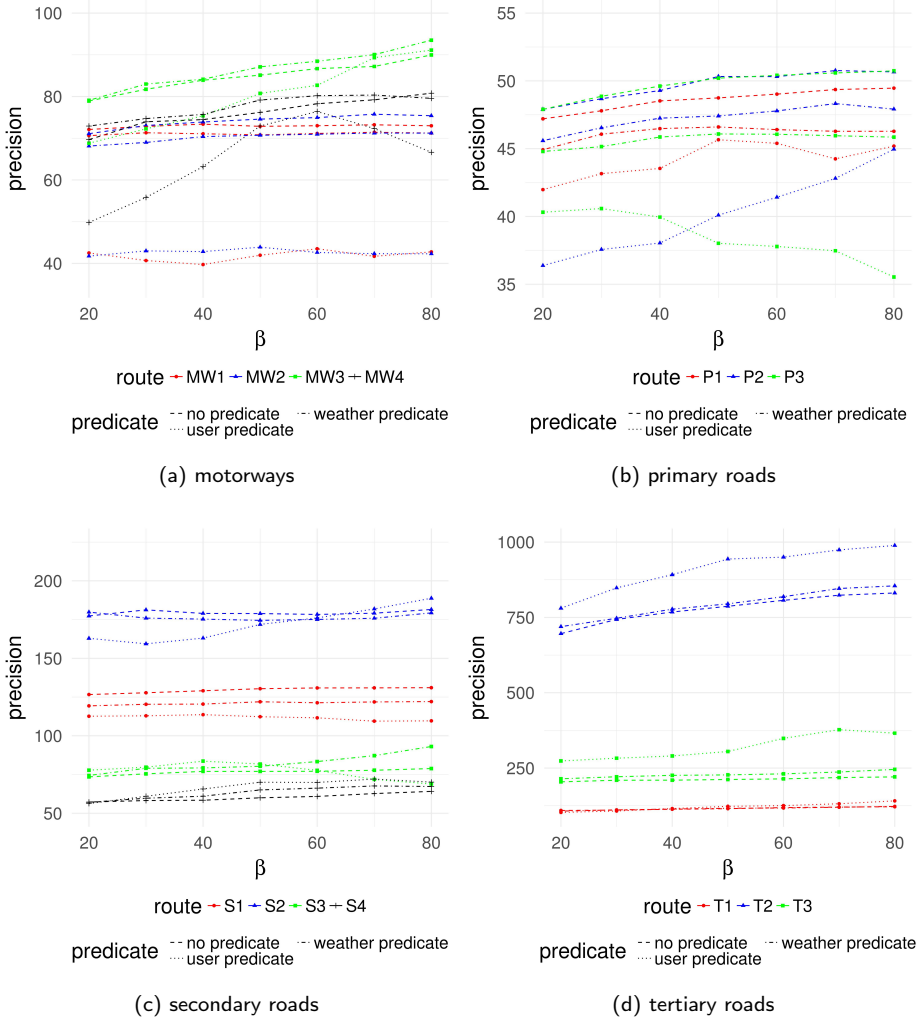 100
80
60
40
precision
20 40 60 80
β
route MW1 MW2 MW3 MW4
predicate no predicate weather predicate
user predicate
(a) motorways
55
50
45
40
35
precision
20 40 60 80
β
route P1 P2 P3
predicate no predicate weather predicate
user predicate
(b) primary roads
200
150
100
50
precision
20 40 60 80
β
route S1 S2 S3 S4
predicate no predicate weather predicate
user predicate
(c) secondary roads
1000
750
500
250
precision
20 40 60 80
β
route T1 T2 T3
predicate no predicate weather predicate
user predicate
(d) tertiary roads